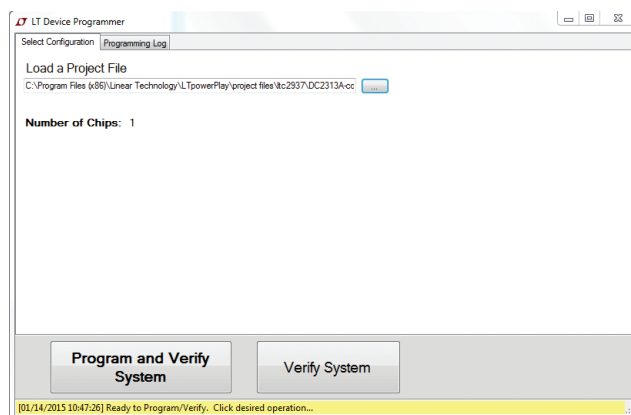 LT Device Programmer
Select Configuration Programming Log
Load a Project File
C:\Program Files (x86)\Linear Technology\LTpowerPlay\project files\ltc2937\DC2313A-cc
...
Number of Chips: 1
Program and Verify
System
Verify System
[01/14/2015 10:47:26] Ready to Program/Verify. Click desired operation...